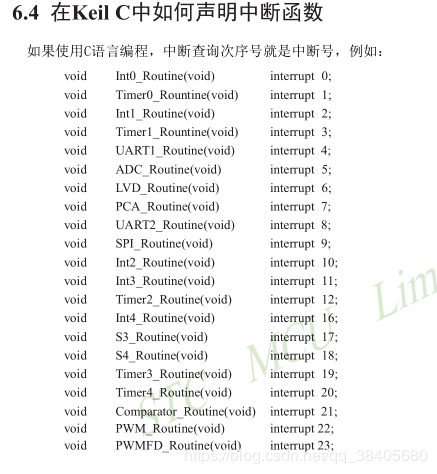 6.4 在Keil C中如何声明中断函数
如果使用C语言编程，中断查询次序号就是中断号，例如：
void Int0_Routine(void) interrupt 0;
void Timer0_Rountine(void) interrupt 1;
void Int1_Routine(void) interrupt 2;
void Timer1_Rountine(void) interrupt 3;
void UART1_Routine(void) interrupt 4;
void ADC_Routine(void) interrupt 5;
void LVD_Routine(void) interrupt 6;
void PCA_Routine(void) interrupt 7;
void UART2_Routine(void) interrupt 8;
void SPI_Routine(void) interrupt 9;
void Int2_Routine(void) interrupt 10;
void Int3_Routine(void) interrupt 11;
void Timer2_Routine(void) interrupt 12;
void Int4_Routine(void) interrupt 16;
void S3_Routine(void) interrupt 17;
void S4_Routine(void) interrupt 18;
void Timer3_Routine(void) interrupt 19;
void Timer4_Routine(void) interrupt 20;
void Comparator_Routine(void) interrupt 21;
void PWM_Routine(void) interrupt 22;
void PWMFD_Routine(void) interrupt 23;
STC MCU Lim
https://blog.csdn.net/qq_38405680